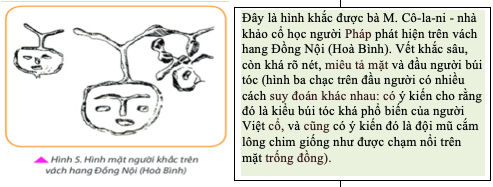 Hình 5. Hình mặt người khắc trên
vách hang Đồng Nội (Hoà Bình)
Đây là hình khắc được bà M. Cô-la-ni - nhà
khảo cổ học người Pháp phát hiện trên vách
hang Đồng Nội (Hoà Bình). Vết khắc sâu,
còn khá rõ nét, miêu tả mặt và đầu người búi
tóc (hình ba chạc trên đầu người có nhiều
cách suy đoán khác nhau: có ý kiến cho rằng
đó là kiểu búi tóc khá phổ biến của người
Việt cổ, và cũng có ý kiến đó là đội mũ cắm
lông chim giống như được chạm nổi trên
mặt trống đồng).